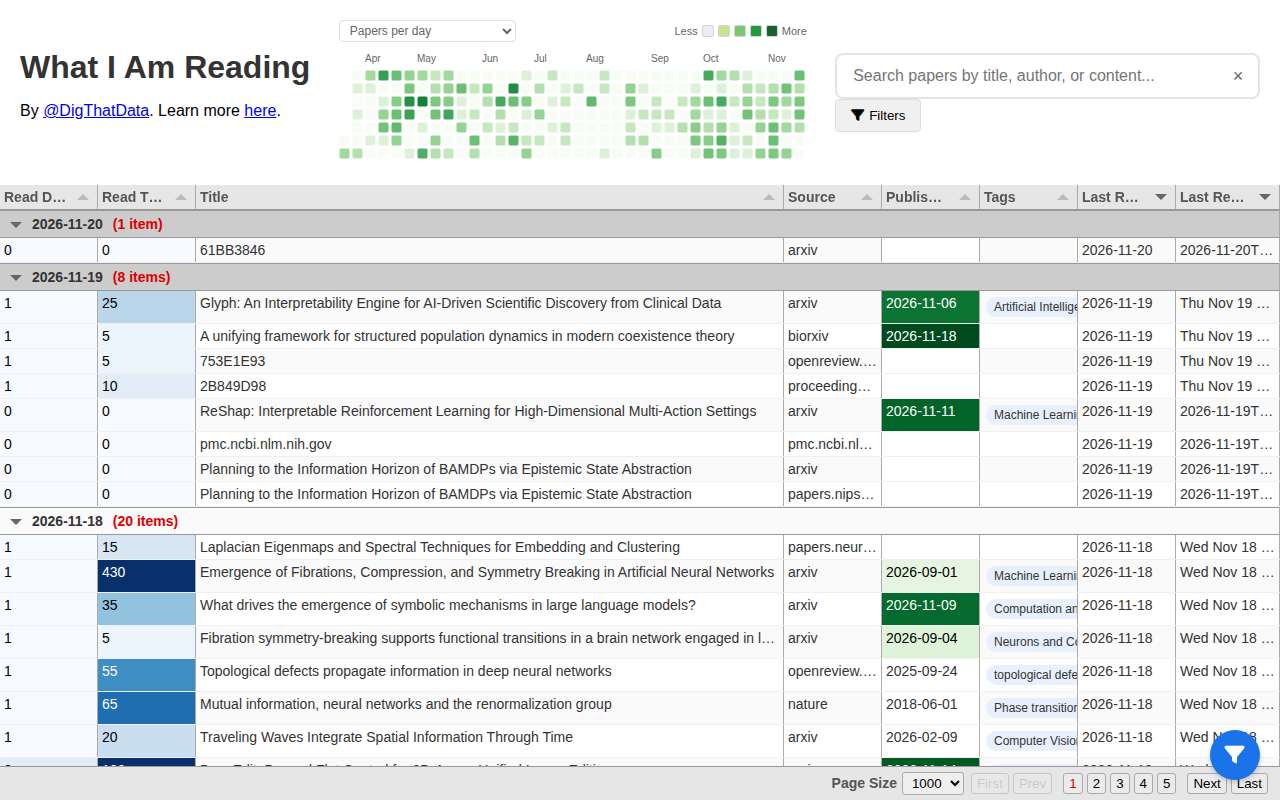 What I Am Reading
By @DigThatData. Learn more here.
Papers per day
Less More
Apr May Jun Jul Aug Sep Oct Nov
Search papers by title, author, or content... ×
Filters
Read D… Read T… Title Source Publis… Tags Last R… Last Re…
2026-11-20 (1 item)
0 0 61BB3846 arxiv 2026-11-20 2026-11-20T…
2026-11-19 (8 items)
1 25 Glyph: An Interpretability Engine for AI-Driven Scientific Discovery from Clinical Data arxiv 2026-11-06 Artificial Intellige 2026-11-19 Thu Nov 19 …
1 5 A unifying framework for structured population dynamics in modern coexistence theory biorxiv 2026-11-18 2026-11-19 Thu Nov 19 …
1 5 753E1E93 openreview.… 2026-11-19 Thu Nov 19 …
1 10 2B849D98 proceeding… 2026-11-19 Thu Nov 19 …
0 0 ReShap: Interpretable Reinforcement Learning for High-Dimensional Multi-Action Settings arxiv 2026-11-11 Machine Learni 2026-11-19 2026-11-19T…
0 0 pmc.ncbi.nlm.nih.gov pmc.ncbi.nl… 2026-11-19 2026-11-19T…
0 0 Planning to the Information Horizon of BAMDPs via Epistemic State Abstraction arxiv 2026-11-19 2026-11-19T…
0 0 Planning to the Information Horizon of BAMDPs via Epistemic State Abstraction papers.nips… 2026-11-19 2026-11-19T…
2026-11-18 (20 items)
1 15 Laplacian Eigenmaps and Spectral Techniques for Embedding and Clustering papers.neur… 2026-11-18 Wed Nov 18 …
1 430 Emergence of Fibrations, Compression, and Symmetry Breaking in Artificial Neural Networks arxiv 2026-09-01 Machine Learni 2026-11-18 Wed Nov 18 …
1 35 What drives the emergence of symbolic mechanisms in large language models? arxiv 2026-11-09 Computation an 2026-11-18 Wed Nov 18 …
1 5 Fibration symmetry-breaking supports functional transitions in a brain network engaged in l… arxiv 2026-09-04 Neurons and Co 2026-11-18 Wed Nov 18 …
1 55 Topological defects propagate information in deep neural networks openreview.… 2025-09-24 topological defe 2026-11-18 Wed Nov 18 …
1 65 Mutual information, neural networks and the renormalization group nature 2018-06-01 Phase transition 2026-11-18 Wed Nov 18 …
1 20 Traveling Waves Integrate Spatial Information Through Time arxiv 2026-02-09 Computer Visio 2026-11-18 Wed
Page Size 1000 First Prev 1 2 3 4 5 Next Last